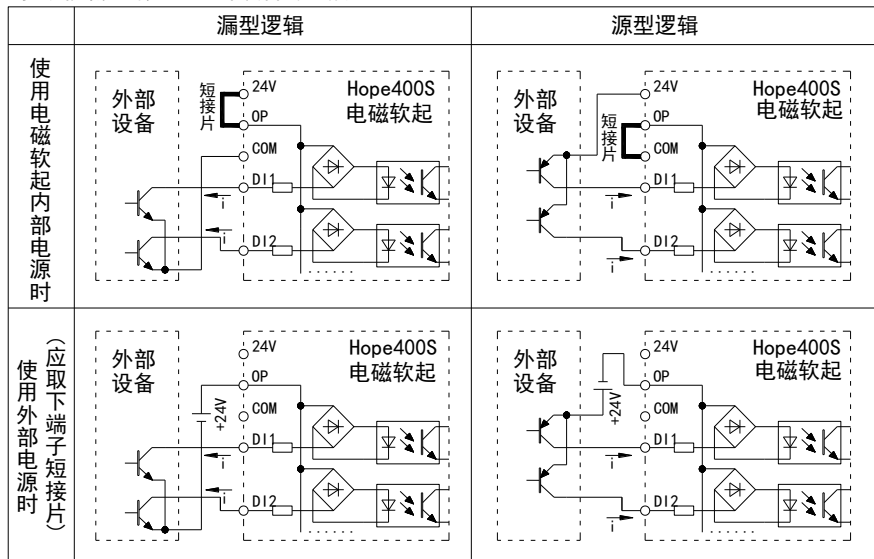 漏型逻辑
源型逻辑
使用电磁软起内部电源时
外部
设备
短接片
24V
OP
COM
DI1
DI2
i
i
Hope400S
电磁软起
......
外部
设备
短接片
24V
OP
COM
DI1
DI2
i
i
Hope400S
电磁软起
......
使用外部电源时
（应取下端子短接片）
外部
设备
+24V
24V
OP
COM
DI1
DI2
i
i
Hope400S
电磁软起
......
外部
设备
+24V
24V
OP
COM
DI1
DI2
i
i
Hope400S
电磁软起
......